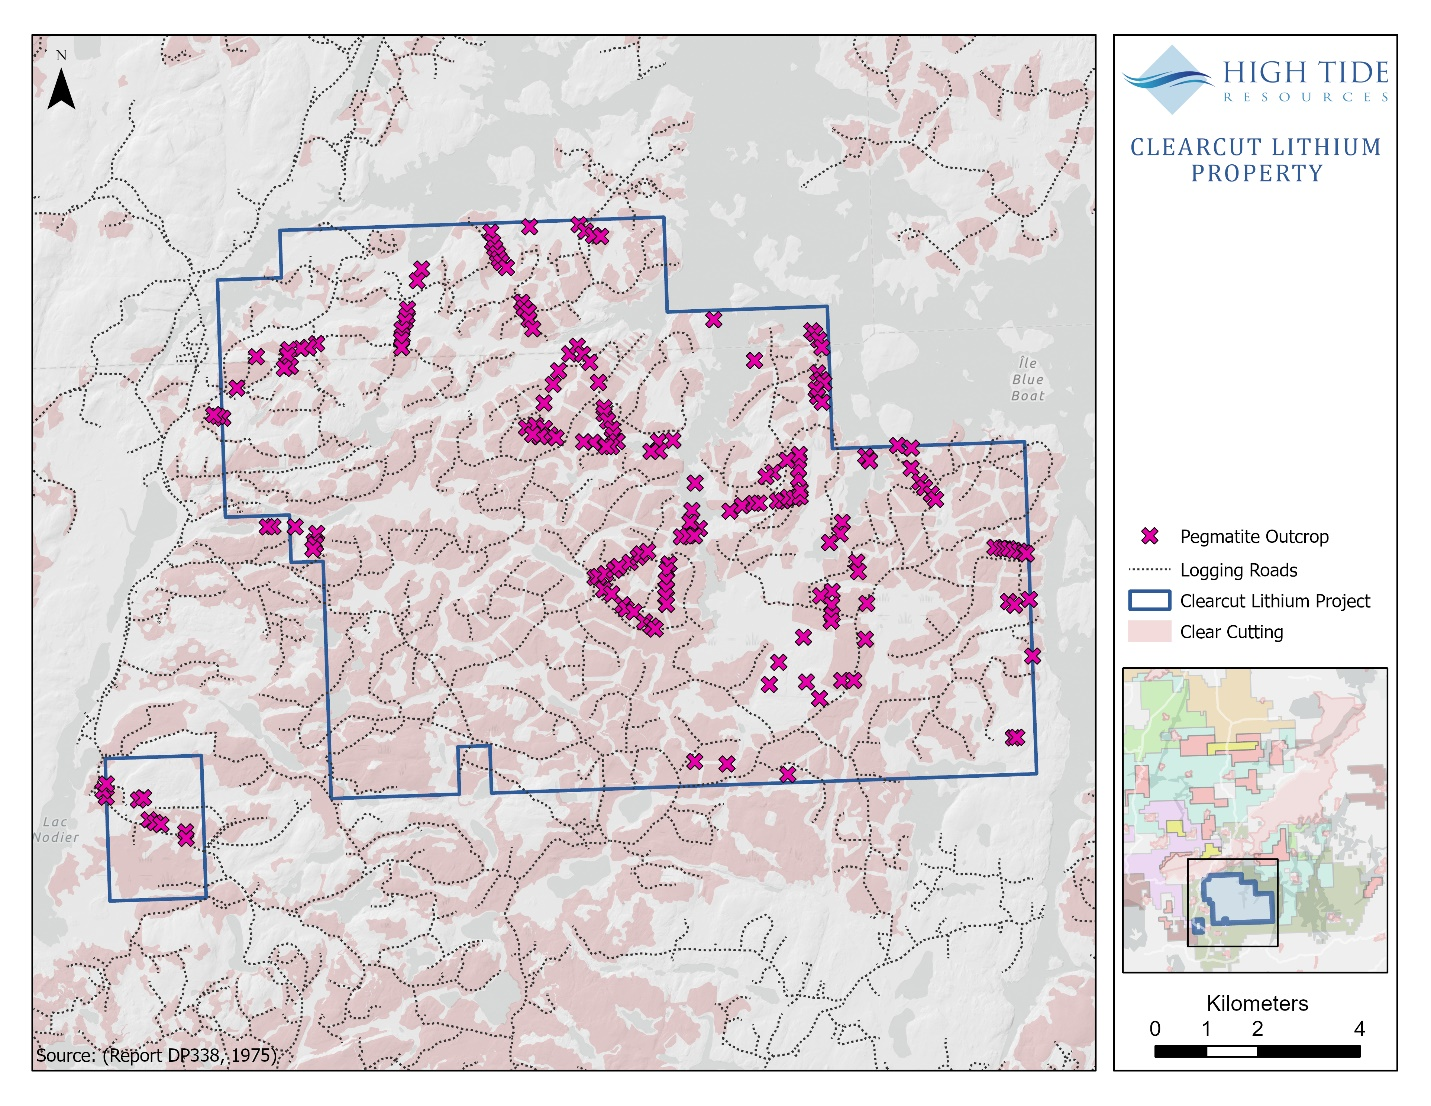 N
HIGH TIDE
RESOURCES
CLEARCUT LITHIUM
PROPERTY
Île
Blue
Boat
Pegmatite Outcrop
Logging Roads
Clearcut Lithium Project
Clear Cutting
Lac
Nodier
Kilometers
0 1 2 4
Source: (Report DP338, 1975)